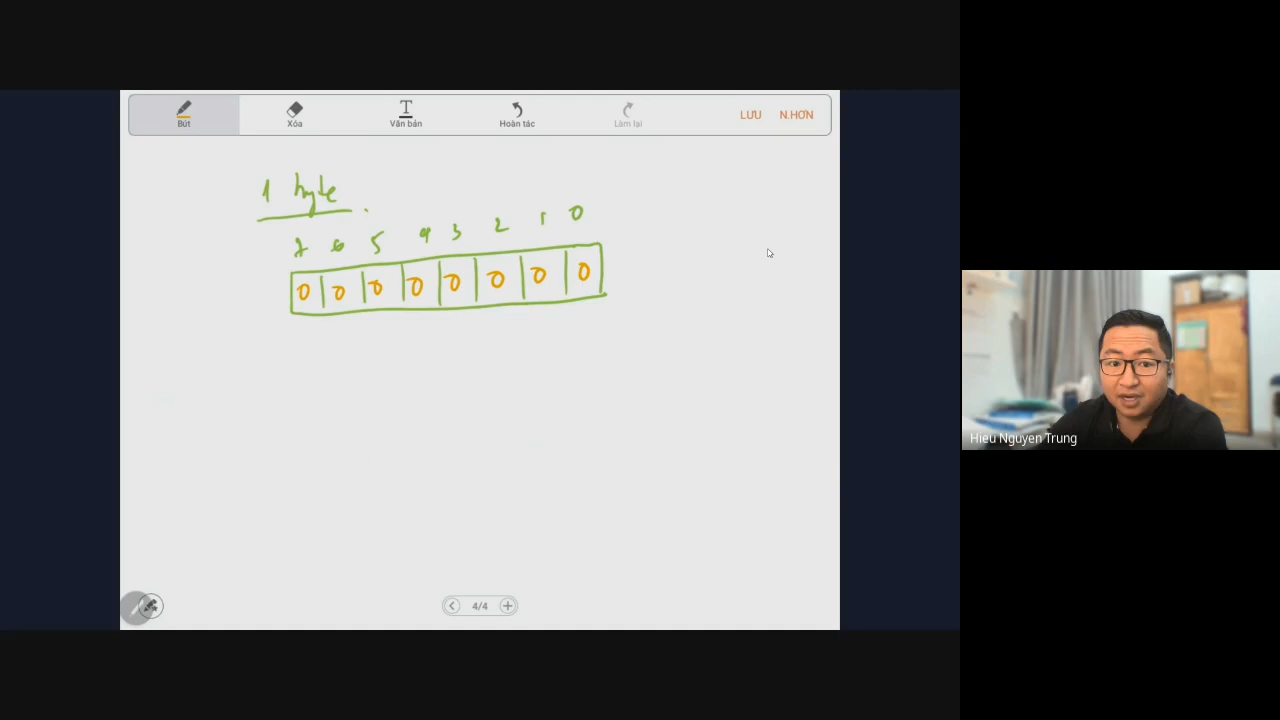 Bút Xóa Văn bản Hoàn tác Làm lại LƯU N.HƠN
1 byte
7 6 5 4 3 2 1 0
0 0 0 0 0 0 0 0
Hieu Nguyen Trung
4/4